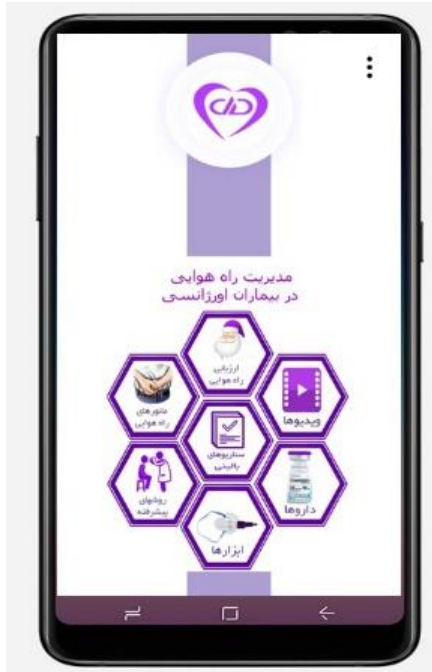 مدیریت راه هوایی
در بیماران اورژانسی
ارزیابی
راه هوایی
ویدیوها
مانورهای
راه هوایی
سناریوهای
بالینی
داروها
روشهای
پیشرفته
ابزارها